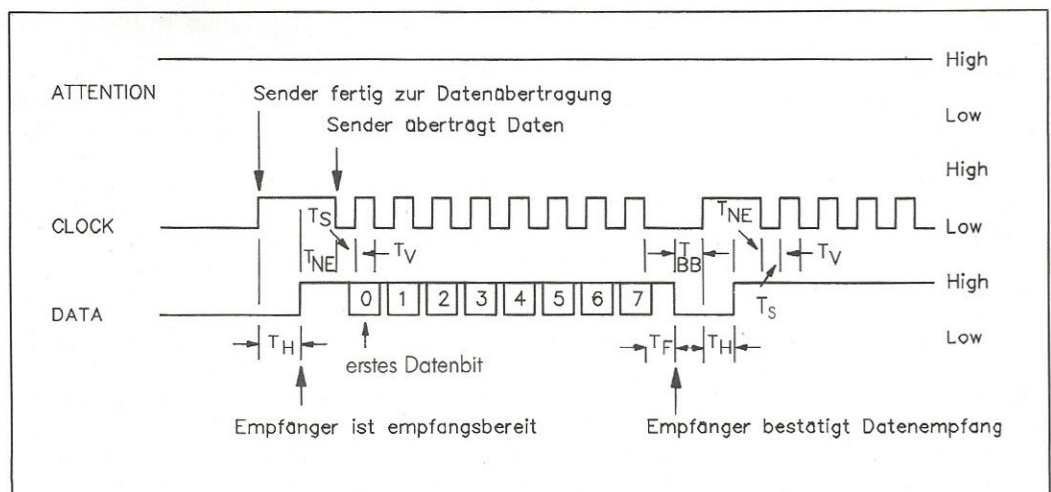 High
ATTENTION
Sender fertig zur Datenübertragung
Low
Sender überträgt Daten
High
CLOCK
TS
TNE
Low
TNE
TV
TBB
TV
High
DATA
0 1 2 3 4 5 6 7
TS
TH
TF
TH
Low
erstes Datenbit
Empfänger ist empfangsbereit
Empfänger bestätigt Datenempfang